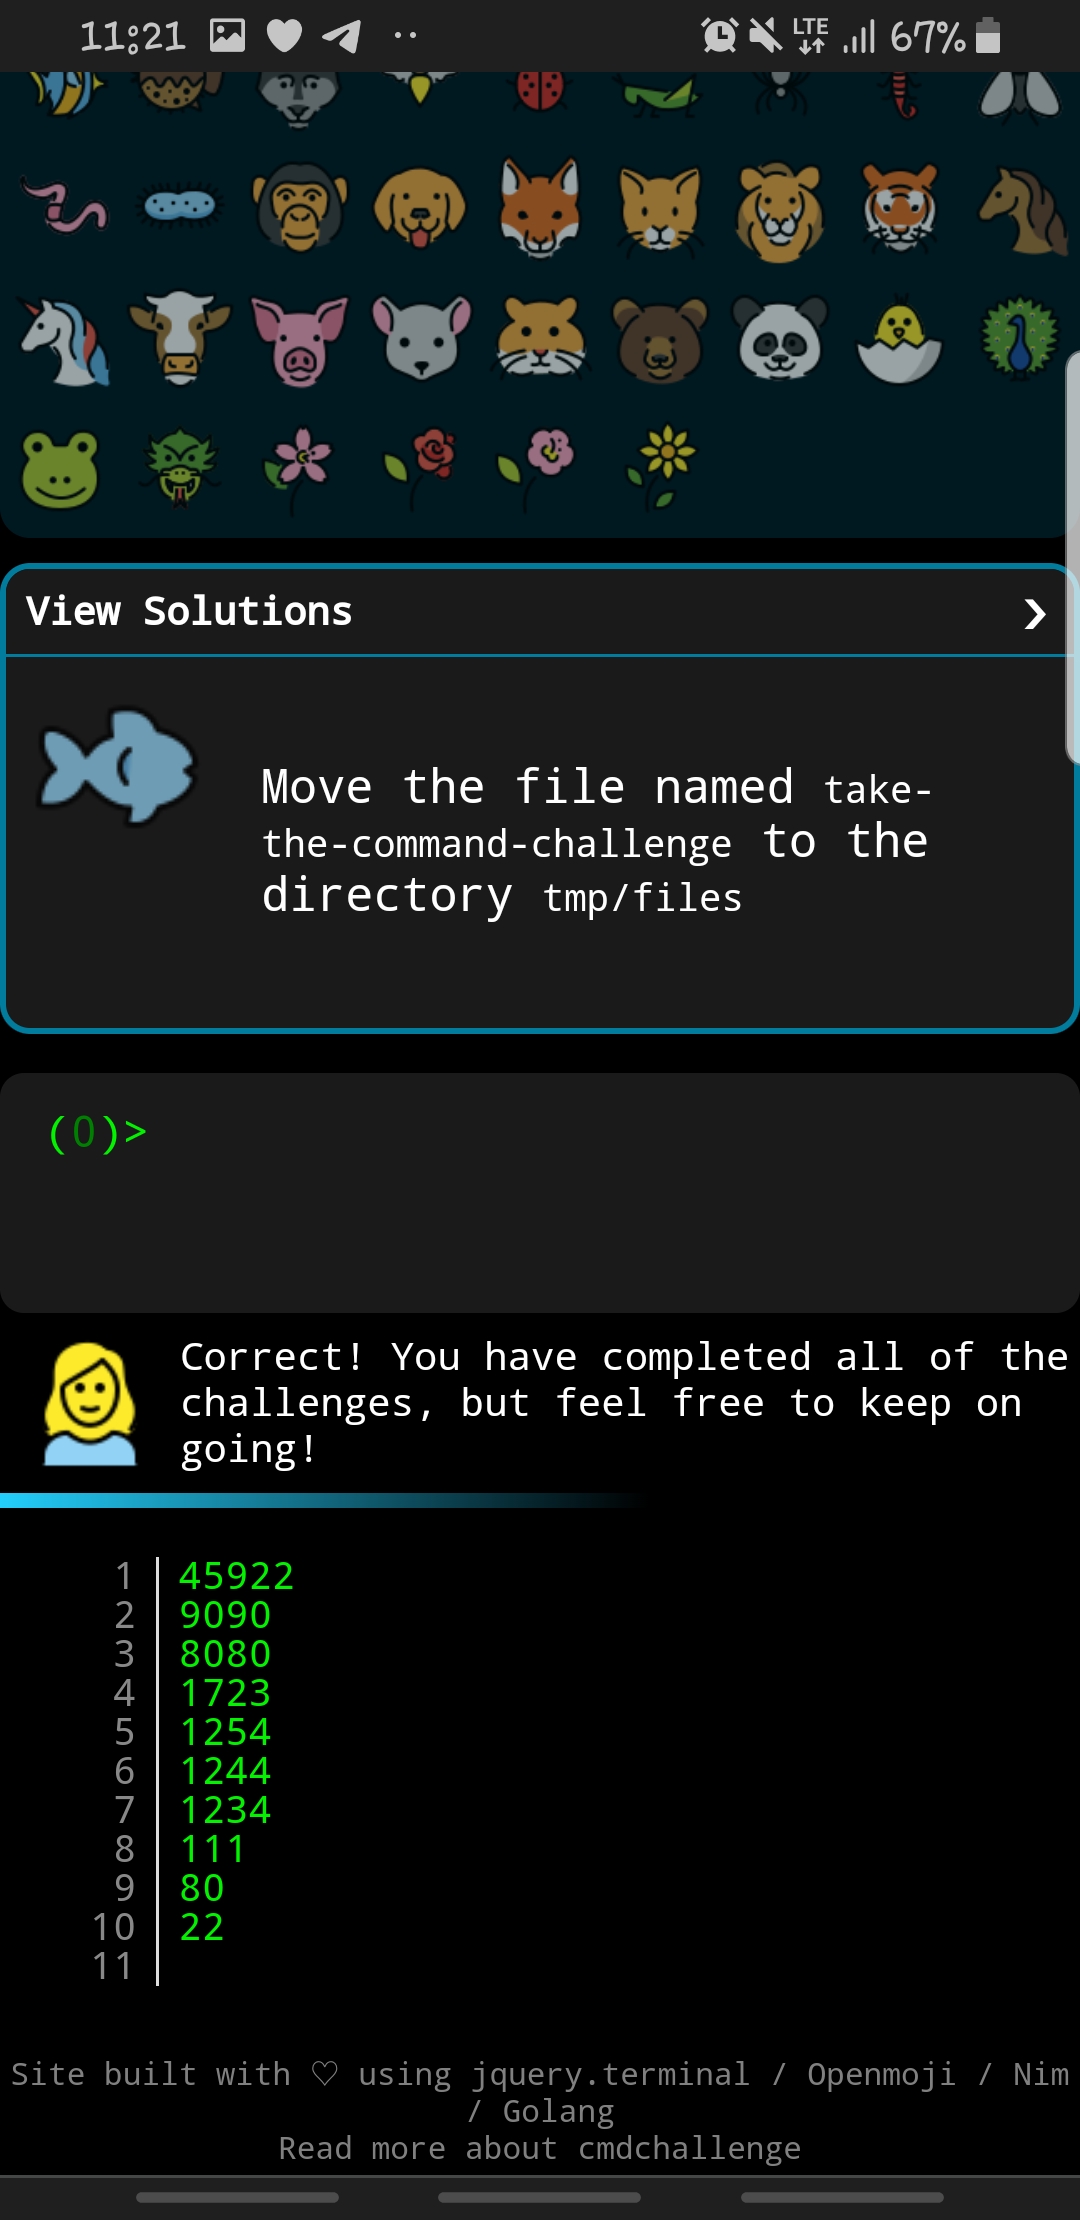 11:21 LTE 67%
View Solutions ›
Move the file named take-
the-command-challenge to the
directory tmp/files
(0)>
Correct! You have completed all of the
challenges, but feel free to keep on
going!
1 45922
2 9090
3 8080
4 1723
5 1254
6 1244
7 1234
8 111
9 80
10 22
11
Site built with ♡ using jquery.terminal / Openmoji / Nim
/ Golang
Read more about cmdchallenge